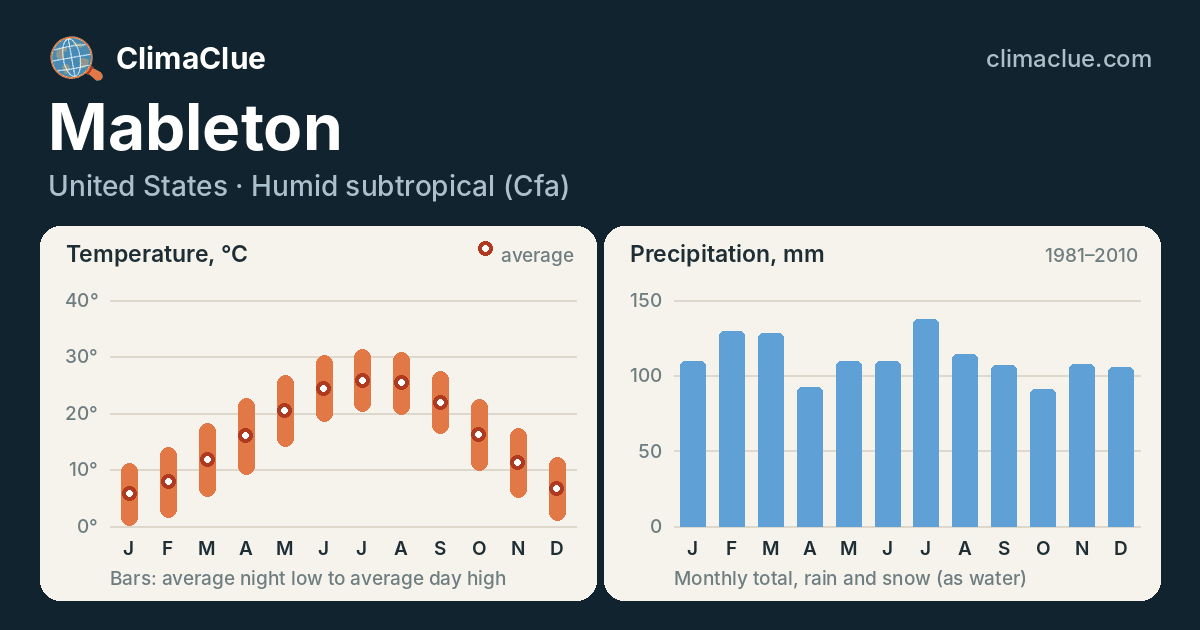 ClimaClue
climaclue.com
Mableton
United States · Humid subtropical (Cfa)
Temperature, °C
average
40°
30°
20°
10°
0°
J F M A M J J A S O N D
Bars: average night low to average day high
Precipitation, mm
1981–2010
150
100
50
0
J F M A M J J A S O N D
Monthly total, rain and snow (as water)